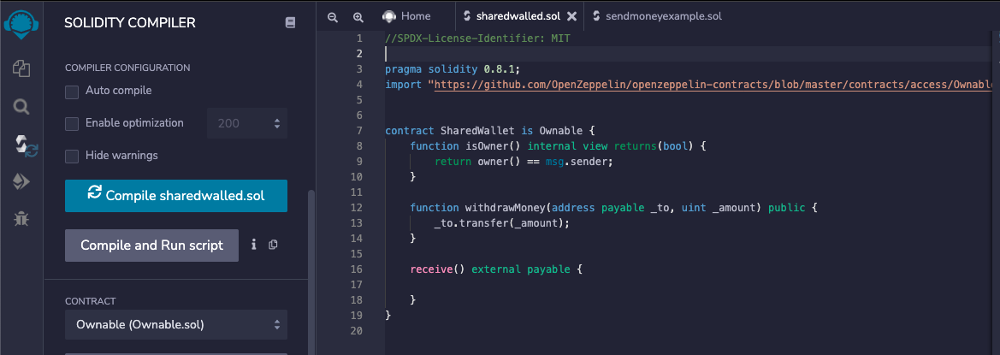 SOLIDITY COMPILER
COMPILER CONFIGURATION
Auto compile
Enable optimization
200
Hide warnings
Compile sharedwalled.sol
Compile and Run script
i
CONTRACT
Ownable (Ownable.sol)
Home
sharedwalled.sol
sendmoneyexample.sol
1 //SPDX-License-Identifier: MIT
2
3 pragma solidity 0.8.1;
4 import "https://github.com/OpenZeppelin/openzeppelin-contracts/blob/master/contracts/access/Ownabl
5
6
7 contract SharedWallet is Ownable {
8 function isOwner() internal view returns(bool) {
9 return owner() == msg.sender;
10 }
11
12 function withdrawMoney(address payable _to, uint _amount) public {
13 _to.transfer(_amount);
14 }
15
16 receive() external payable {
17
18 }
19 }
20